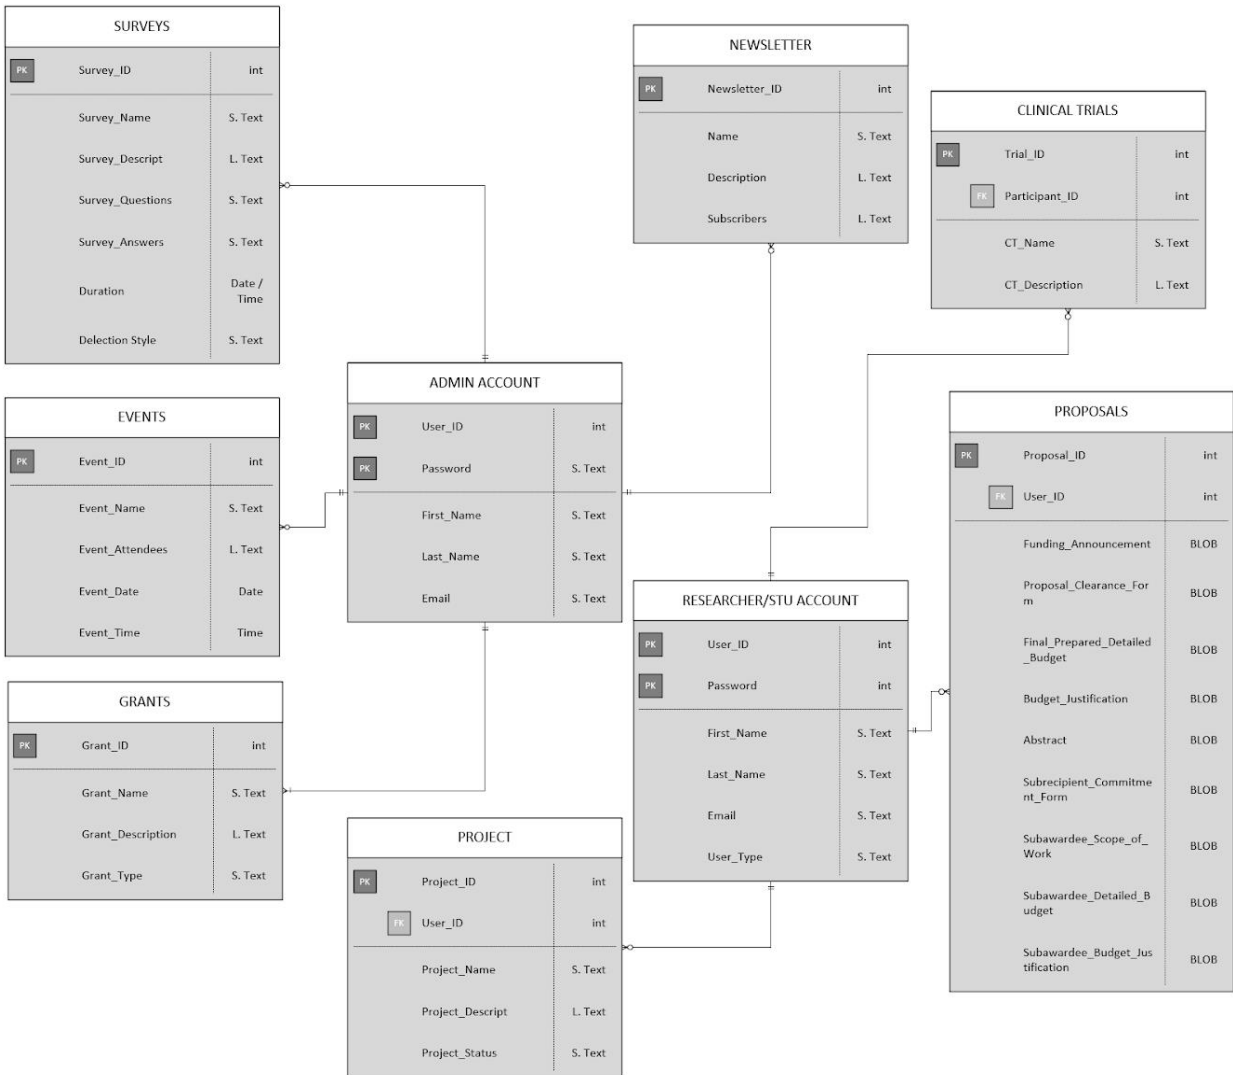 SURVEYS
PK Survey_ID int
Survey_Name S. Text
Survey_Descript L. Text
Survey_Questions S. Text
Survey_Answers S. Text
Duration Date /
Time
Delection Style S. Text
NEWSLETTER
PK Newsletter_ID int
Name S. Text
Description L. Text
Subscribers L. Text
CLINICAL TRIALS
PK Trial_ID int
FK Participant_ID int
CT_Name S. Text
CT_Description L. Text
EVENTS
PK Event_ID int
Event_Name S. Text
Event_Attendees L. Text
Event_Date Date
Event_Time Time
ADMIN ACCOUNT
PK User_ID int
PK Password S. Text
First_Name S. Text
Last_Name S. Text
Email S. Text
PROPOSALS
PK Proposal_ID int
FK User_ID int
Funding_Announcement BLOB
Proposal_Clearance_For
m BLOB
Final_Prepared_Detailed
_Budget BLOB
Budget_Justification BLOB
Abstract BLOB
Subrecipient_Commitme
nt_Form BLOB
Subawardee_Scope_of_
Work BLOB
Subawardee_Detailed_B
udget BLOB
Subawardee_Budget_Jus
tification BLOB
GRANTS
PK Grant_ID int
Grant_Name S. Text
Grant_Description L. Text
Grant_Type S. Text
RESEARCHER/STU ACCOUNT
PK User_ID int
PK Password int
First_Name S. Text
Last_Name S. Text
Email S. Text
User_Type S. Text
PROJECT
PK Project_ID int
FK User_ID int
Project_Name S. Text
Project_Descript L. Text
Project_Status S. Text